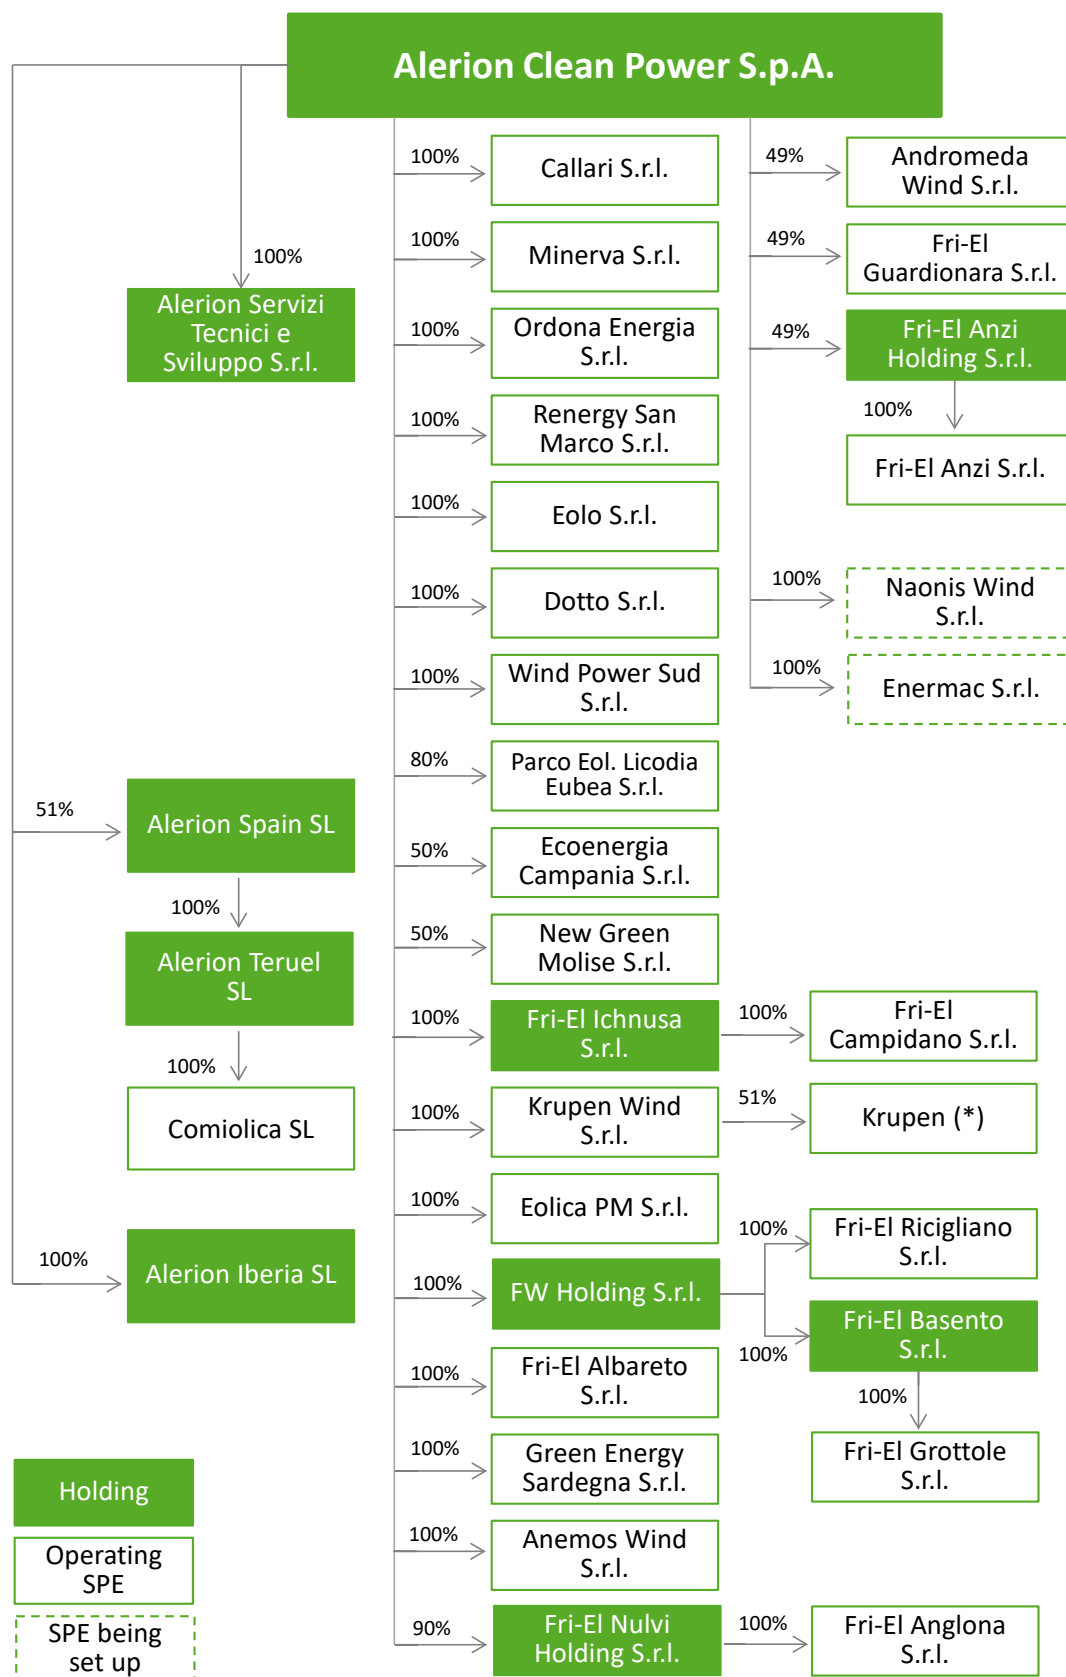 Alerion Clean Power S.p.A.
100%
Alerion Servizi
Tecnici e
Sviluppo S.r.l.
51%
Alerion Spain SL
100%
Alerion Teruel
SL
100%
Comiolica SL
100%
Alerion Iberia SL
100%
Callari S.r.l.
100%
Minerva S.r.l.
100%
Ordona Energia
S.r.l.
100%
Renergy San
Marco S.r.l.
100%
Eolo S.r.l.
100%
Dotto S.r.l.
100%
Wind Power Sud
S.r.l.
80%
Parco Eol. Licodia
Eubea S.r.l.
50%
Ecoenergia
Campania S.r.l.
50%
New Green
Molise S.r.l.
100%
Fri-El Ichnusa
S.r.l.
100%
Fri-El
Campidano S.r.l.
100%
Krupen Wind
S.r.l.
51%
Krupen (*)
100%
Eolica PM S.r.l.
100%
FW Holding S.r.l.
100%
Fri-El Ricigliano
S.r.l.
100%
Fri-El Basento
S.r.l.
100%
Fri-El Grottole
S.r.l.
100%
Fri-El Albareto
S.r.l.
100%
Green Energy
Sardegna S.r.l.
100%
Anemos Wind
S.r.l.
90%
Fri-El Nulvi
Holding S.r.l.
100%
Fri-El Anglona
S.r.l.
49%
Andromeda
Wind S.r.l.
49%
Fri-El
Guardionara S.r.l.
49%
Fri-El Anzi
Holding S.r.l.
100%
Fri-El Anzi S.r.l.
100%
Naonis Wind
S.r.l.
100%
Enermac S.r.l.
Holding
Operating
SPE
SPE being
set up